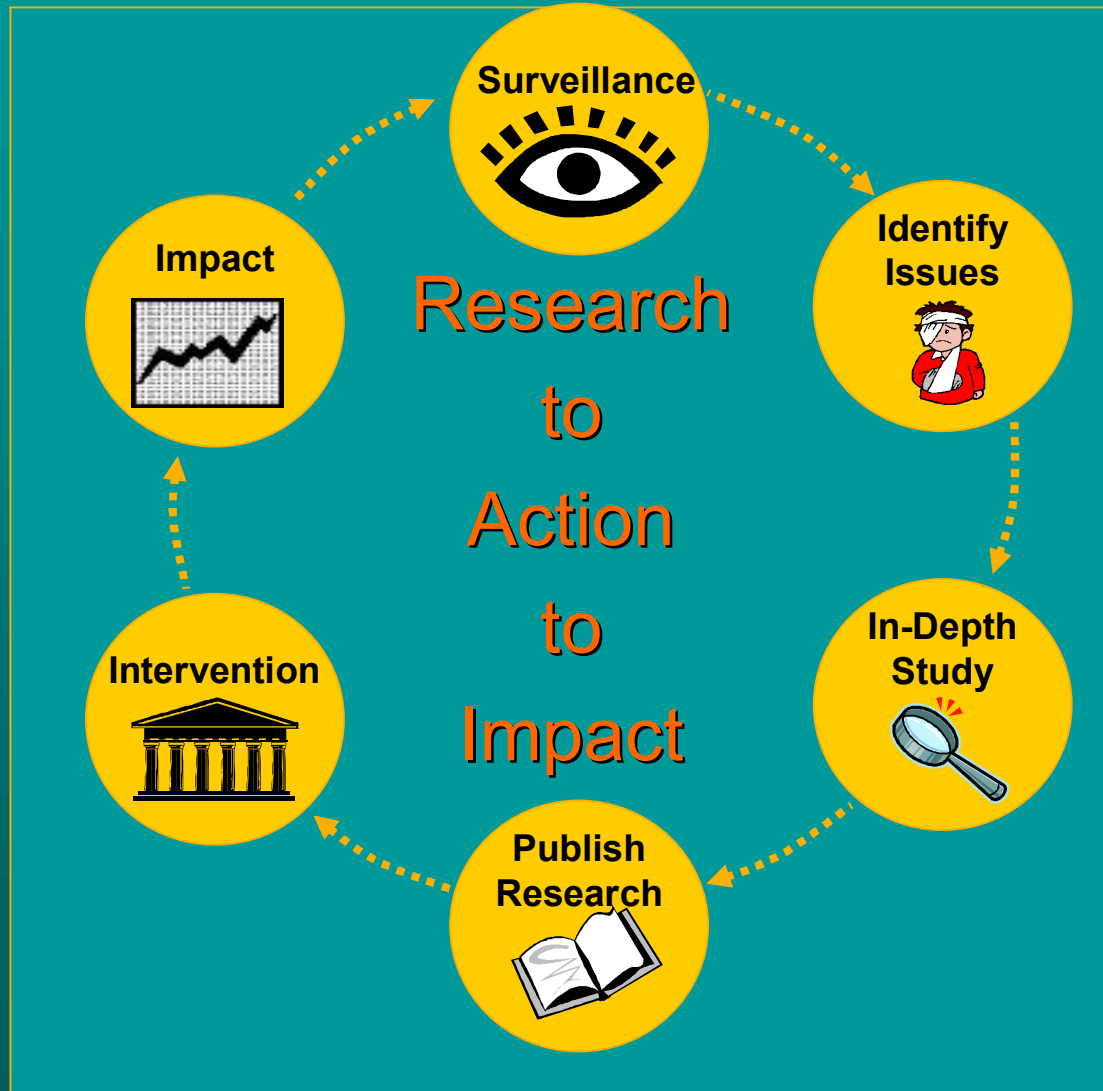 Surveillance
Identify
Issues
In-Depth
Study
Publish
Research
Intervention
Impact
Research
to
Action
to
Impact